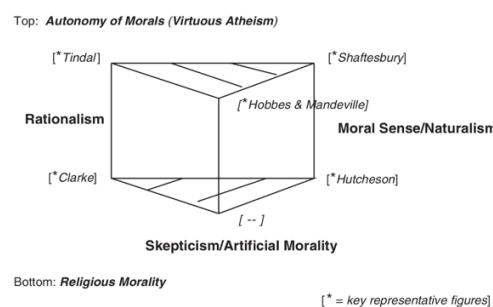 Top: Autonomy of Morals (Virtuous Atheism)
[*Tindal]
[*Shaftesbury]
[*Hobbes & Mandeville]
Rationalism
Moral Sense/Naturalism
[*Clarke]
[*Hutcheson]
[ -- ]
Skepticism/Artificial Morality
Bottom: Religious Morality
[* = key representative figures]